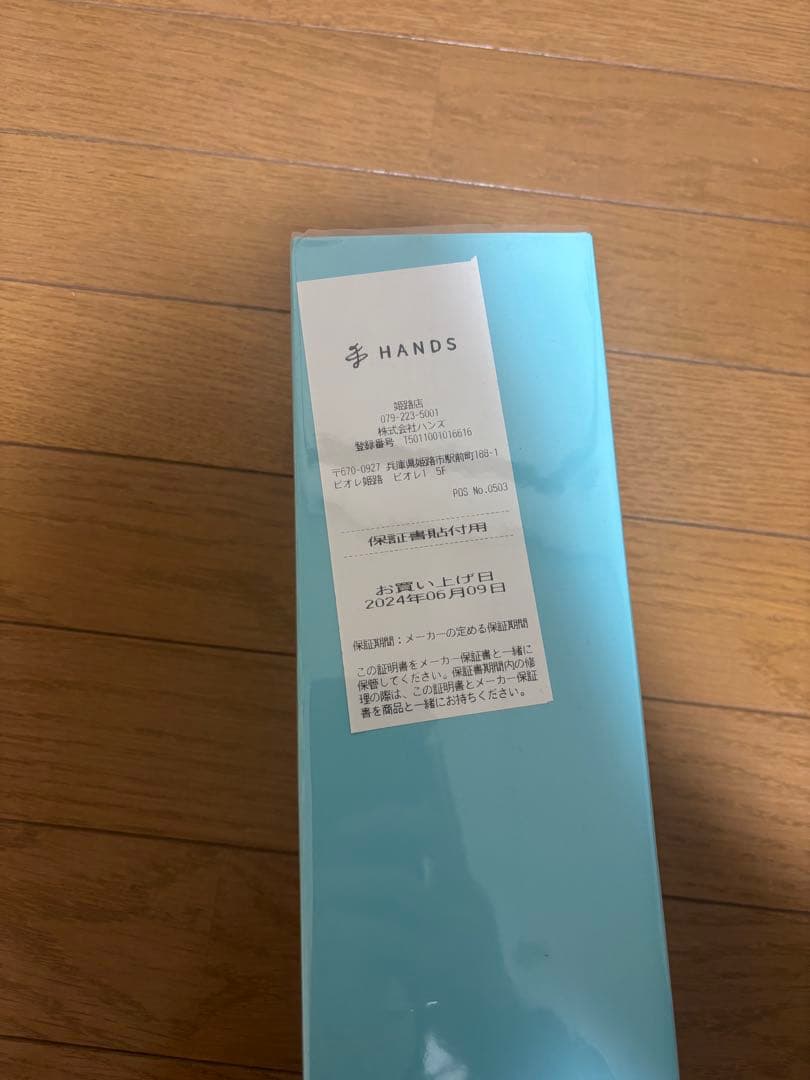 HANDS
姫路店
079-223-5001
株式会社ハンズ
登録番号 T5011001016616
〒670-0927 兵庫県姫路市駅前町188-1
ピオレ姫路 ピオレ1 5F
POS No.0503
保証書貼付用
お買い上げ日
2024年06月09日
保証期間:メーカーの定める保証期間
この証明書をメーカー保証書と一緒に
保管してください。保証書期間内の修
理の際は、この証明書とメーカー保証
書を商品と一緒にお持ちください。